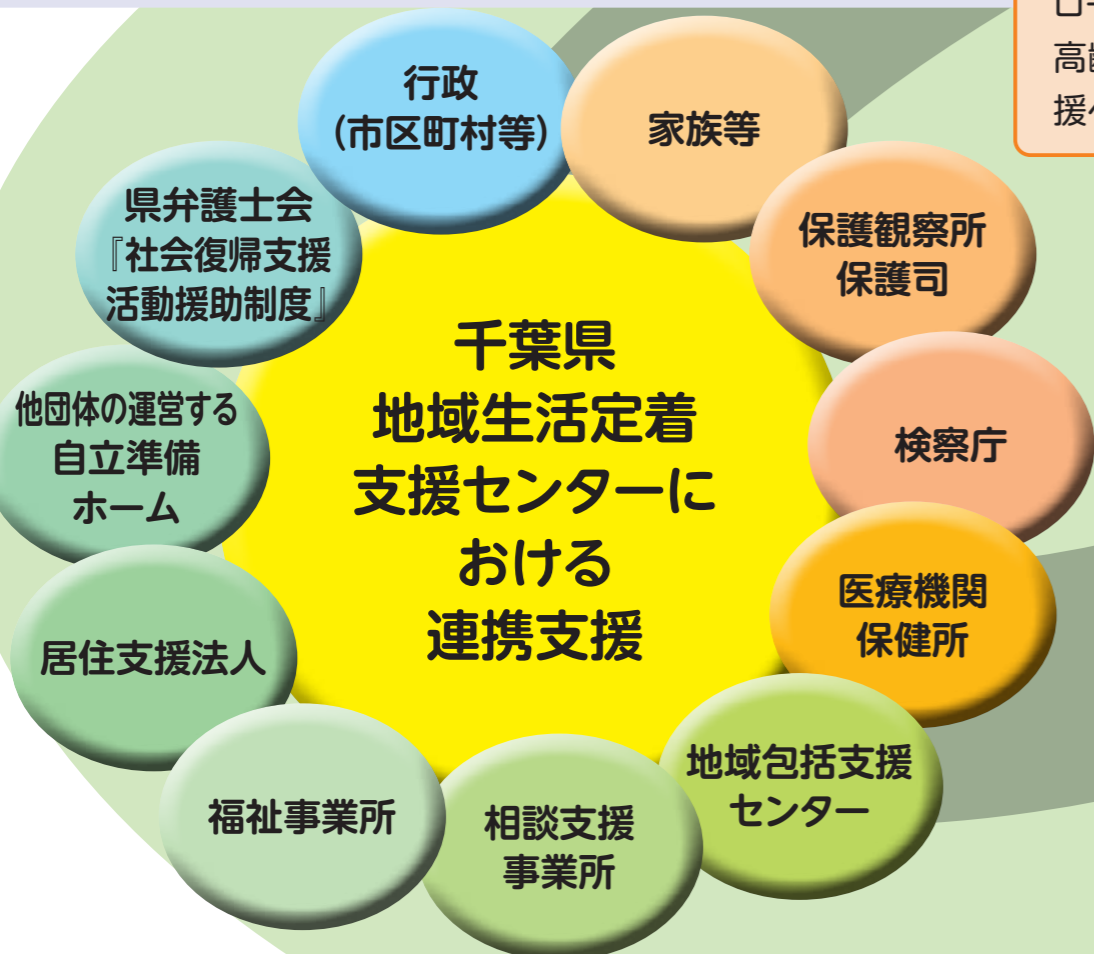 行政
(市区町村等)
家族等
保護観察所
保護司
検察庁
医療機関
保健所
地域包括支援
センター
相談支援
事業所
福祉事業所
居住支援法人
他団体の運営する
自立準備
ホーム
県弁護士会
『社会復帰支援
活動援助制度』
千葉県
地域生活定着
支援センターに
おける
連携支援